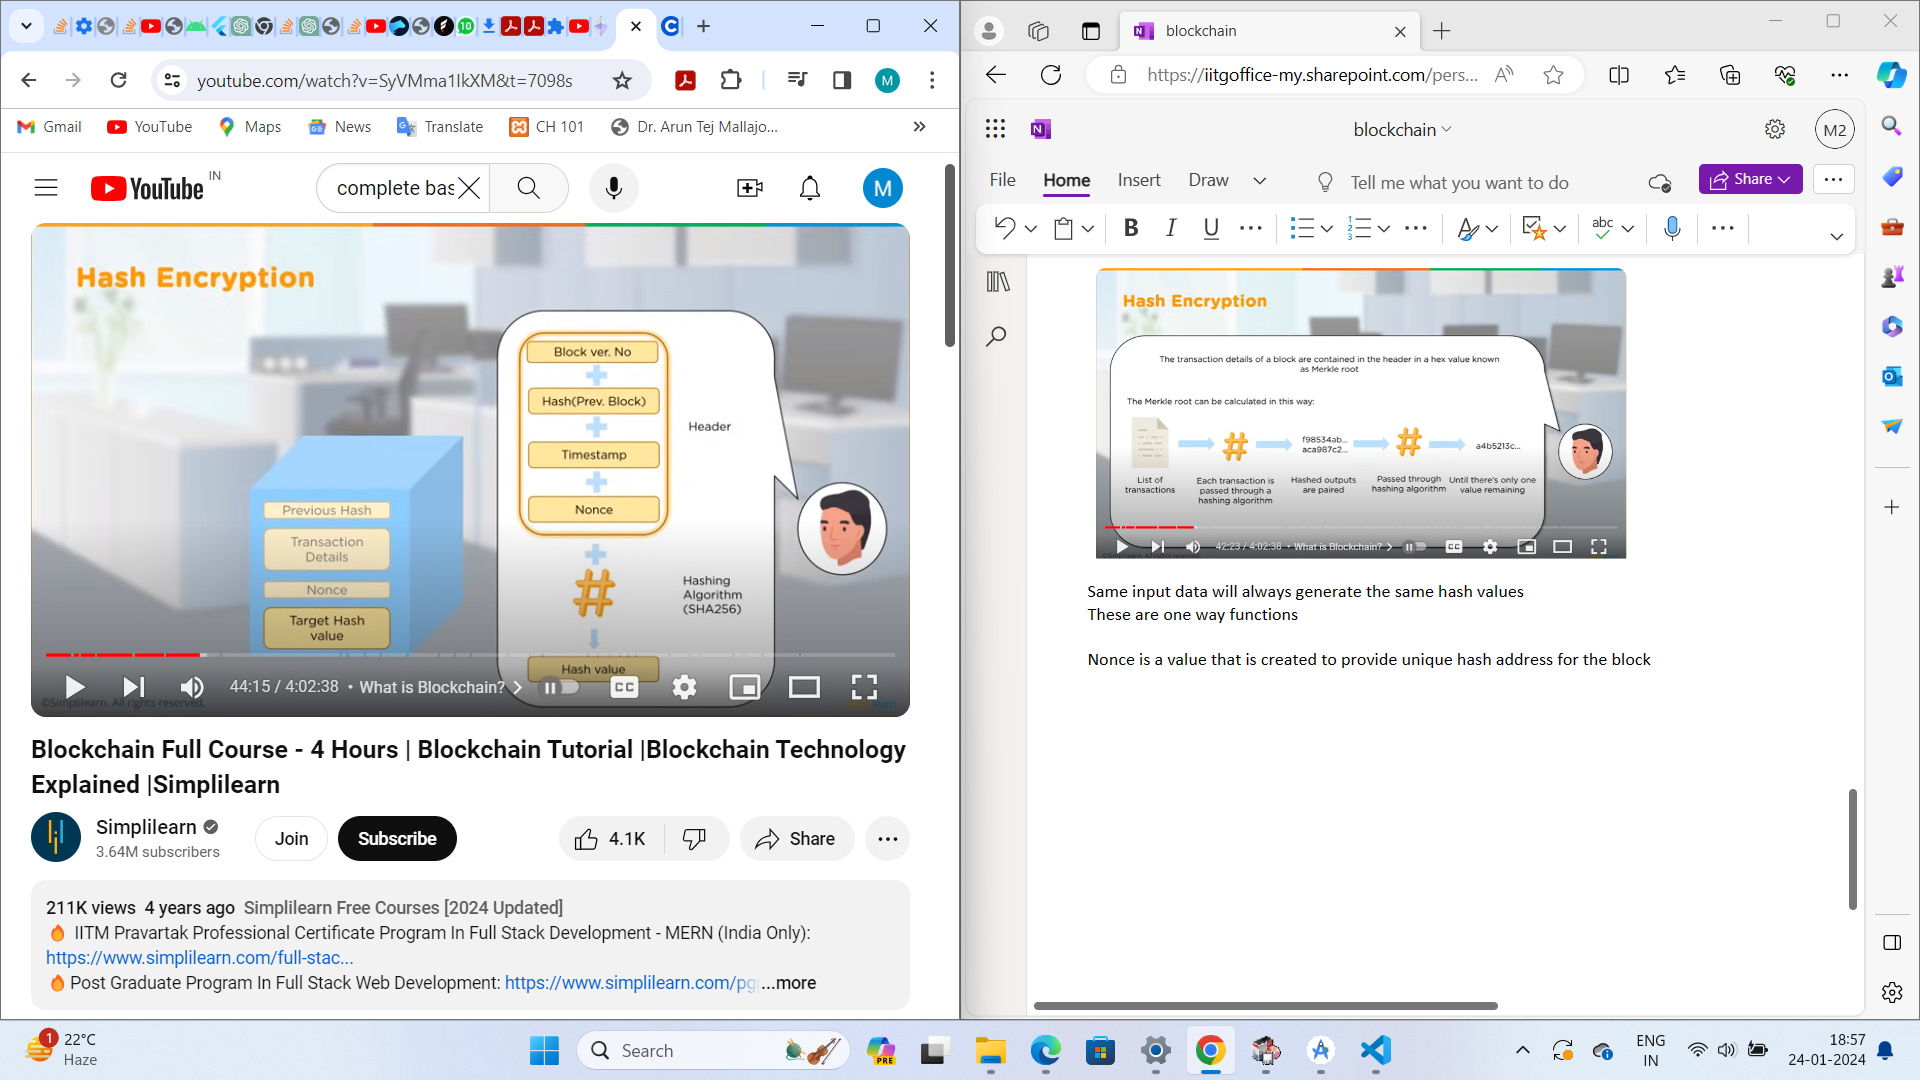 10
youtube.com/watch?v=SyVMma1IkXM&t=7098s
M
Gmail
YouTube
Maps
News
Translate
CH 101
Dr. Arun Tej Mallajo...
»
YouTube IN
complete bas
M
Hash Encryption
Block ver. No
Hash(Prev. Block)
Header
Timestamp
Nonce
Hashing
Algorithm
(SHA256)
Hash value
Previous Hash
Transaction
Details
Nonce
Target Hash
value
44:15 / 4:02:38 • What is Blockchain?
CC
©Simplilearn. All rights reserved.
Blockchain Full Course - 4 Hours | Blockchain Tutorial |Blockchain Technology
Explained |Simplilearn
Simplilearn
3.64M subscribers
Join
Subscribe
4.1K
Share
211K views 4 years ago Simplilearn Free Courses [2024 Updated]
IITM Pravartak Professional Certificate Program In Full Stack Development - MERN (India Only):
https://www.simplilearn.com/full-stac...
Post Graduate Program In Full Stack Web Development: https://www.simplilearn.com/pg ...more
blockchain
https://iitgoffice-my.sharepoint.com/pers...
blockchain
M2
File
Home
Insert
Draw
Tell me what you want to do
Share
B I U
abc
Hash Encryption
The transaction details of a block are contained in the header in a hex value known
as Merkle root
The Merkle root can be calculated in this way:
f98534ab...
aca987c2...
a4b5213c...
List of
transactions
Each transaction is
passed through a
hashing algorithm
Hashed outputs
are paired
Passed through
hashing algorithm
Until there's only one
value remaining
42:23 / 4:02:38 • What is Blockchain?
CC
Same input data will always generate the same hash values
These are one way functions
Nonce is a value that is created to provide unique hash address for the block
1
22°C
Haze
Search
PRE
ENG
IN
18:57
24-01-2024